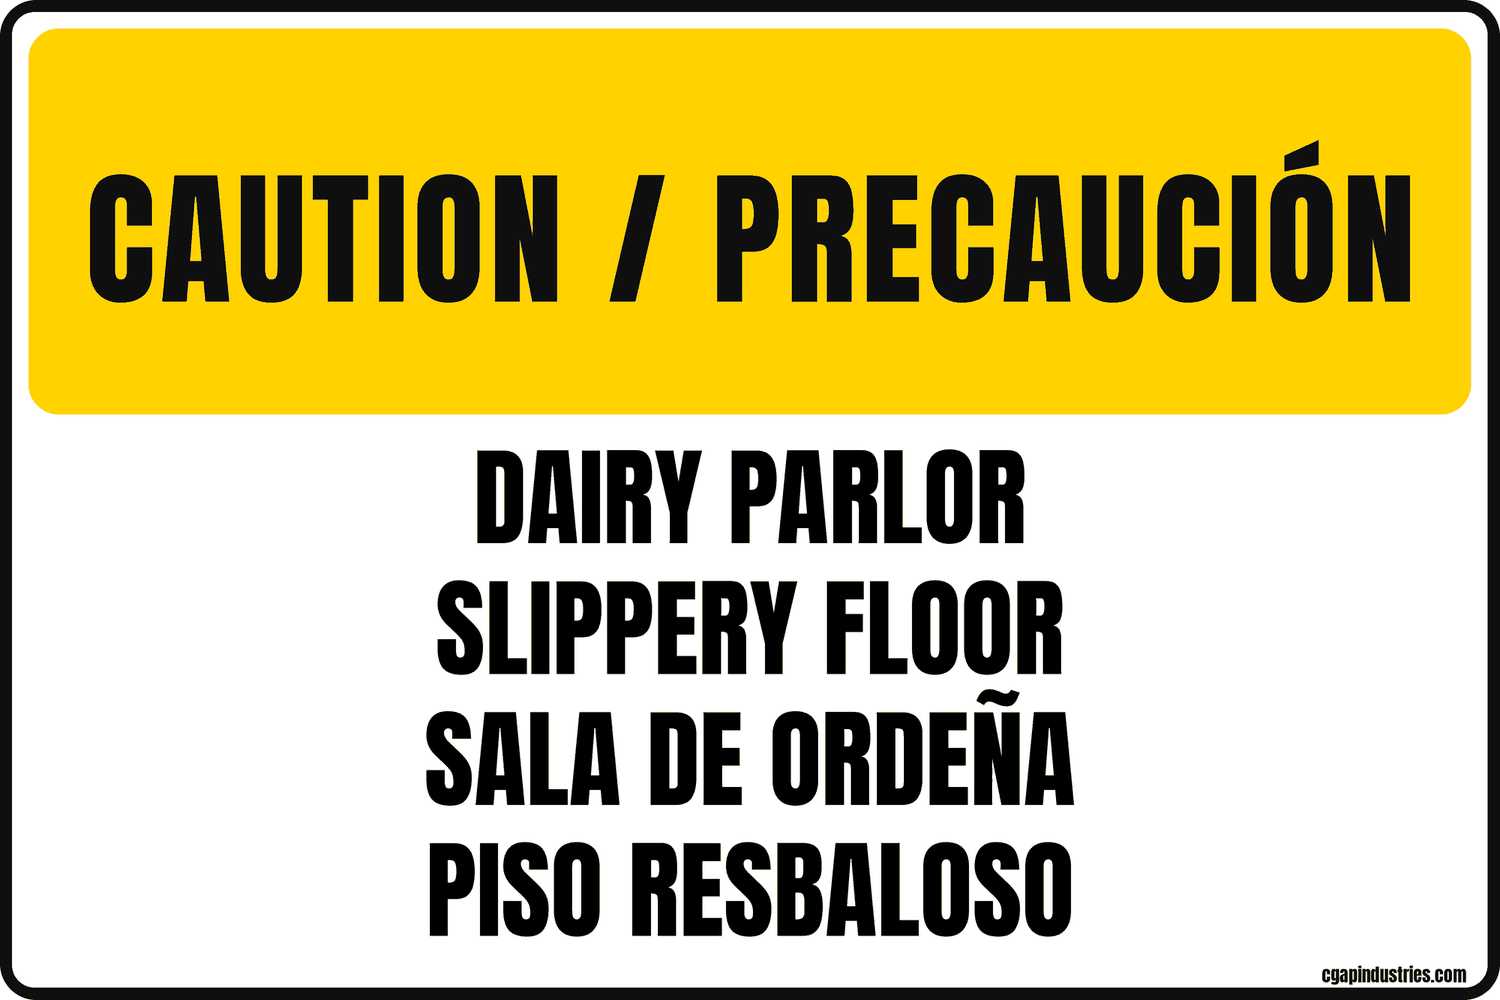 CAUTION / PRECAUCIÓN
DAIRY PARLOR
SLIPPERY FLOOR
SALA DE ORDEÑA
PISO RESBALOSO
cgapindustries.com